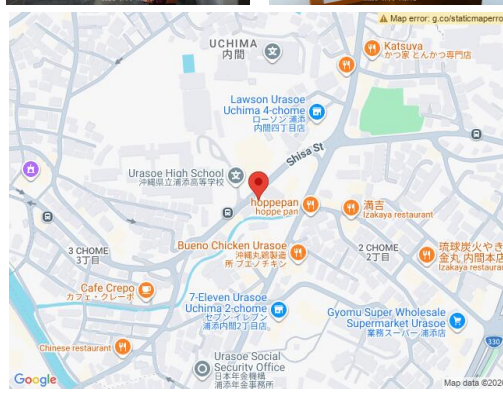 Map error: g.co/staticmaperro
UCHIMA
内間
Katsuva
かつ家 とんかつ専門店
Lawson Urasoe
Uchima 4-chome
ローソン 浦添
内間四丁目店
Shisa St
Urasoe High School
沖縄県立浦添高等学校
hoppepan
hoppe pan
満吉
Izakaya restaurant
3 CHOME
3丁目
Bueno Chicken Urasoe
沖縄丸鶏製造
所 ブエノチキン
2 CHOME
2丁目
琉球炭火やき
金丸 内間本店
Izakaya restaurant
Cafe Crepo
カフェ・クレーポ
7-Eleven Urasoe
Uchima 2-chome
セブン-イレブン
浦添内間2丁目店
Gyomu Super Wholesale
Supermarket Urasoe
業務スーパー 浦添店
Chinese restaurant
330
Urasoe Social
Security Office
日本年金機構
浦添年金事務所
Google
Map data ©2026